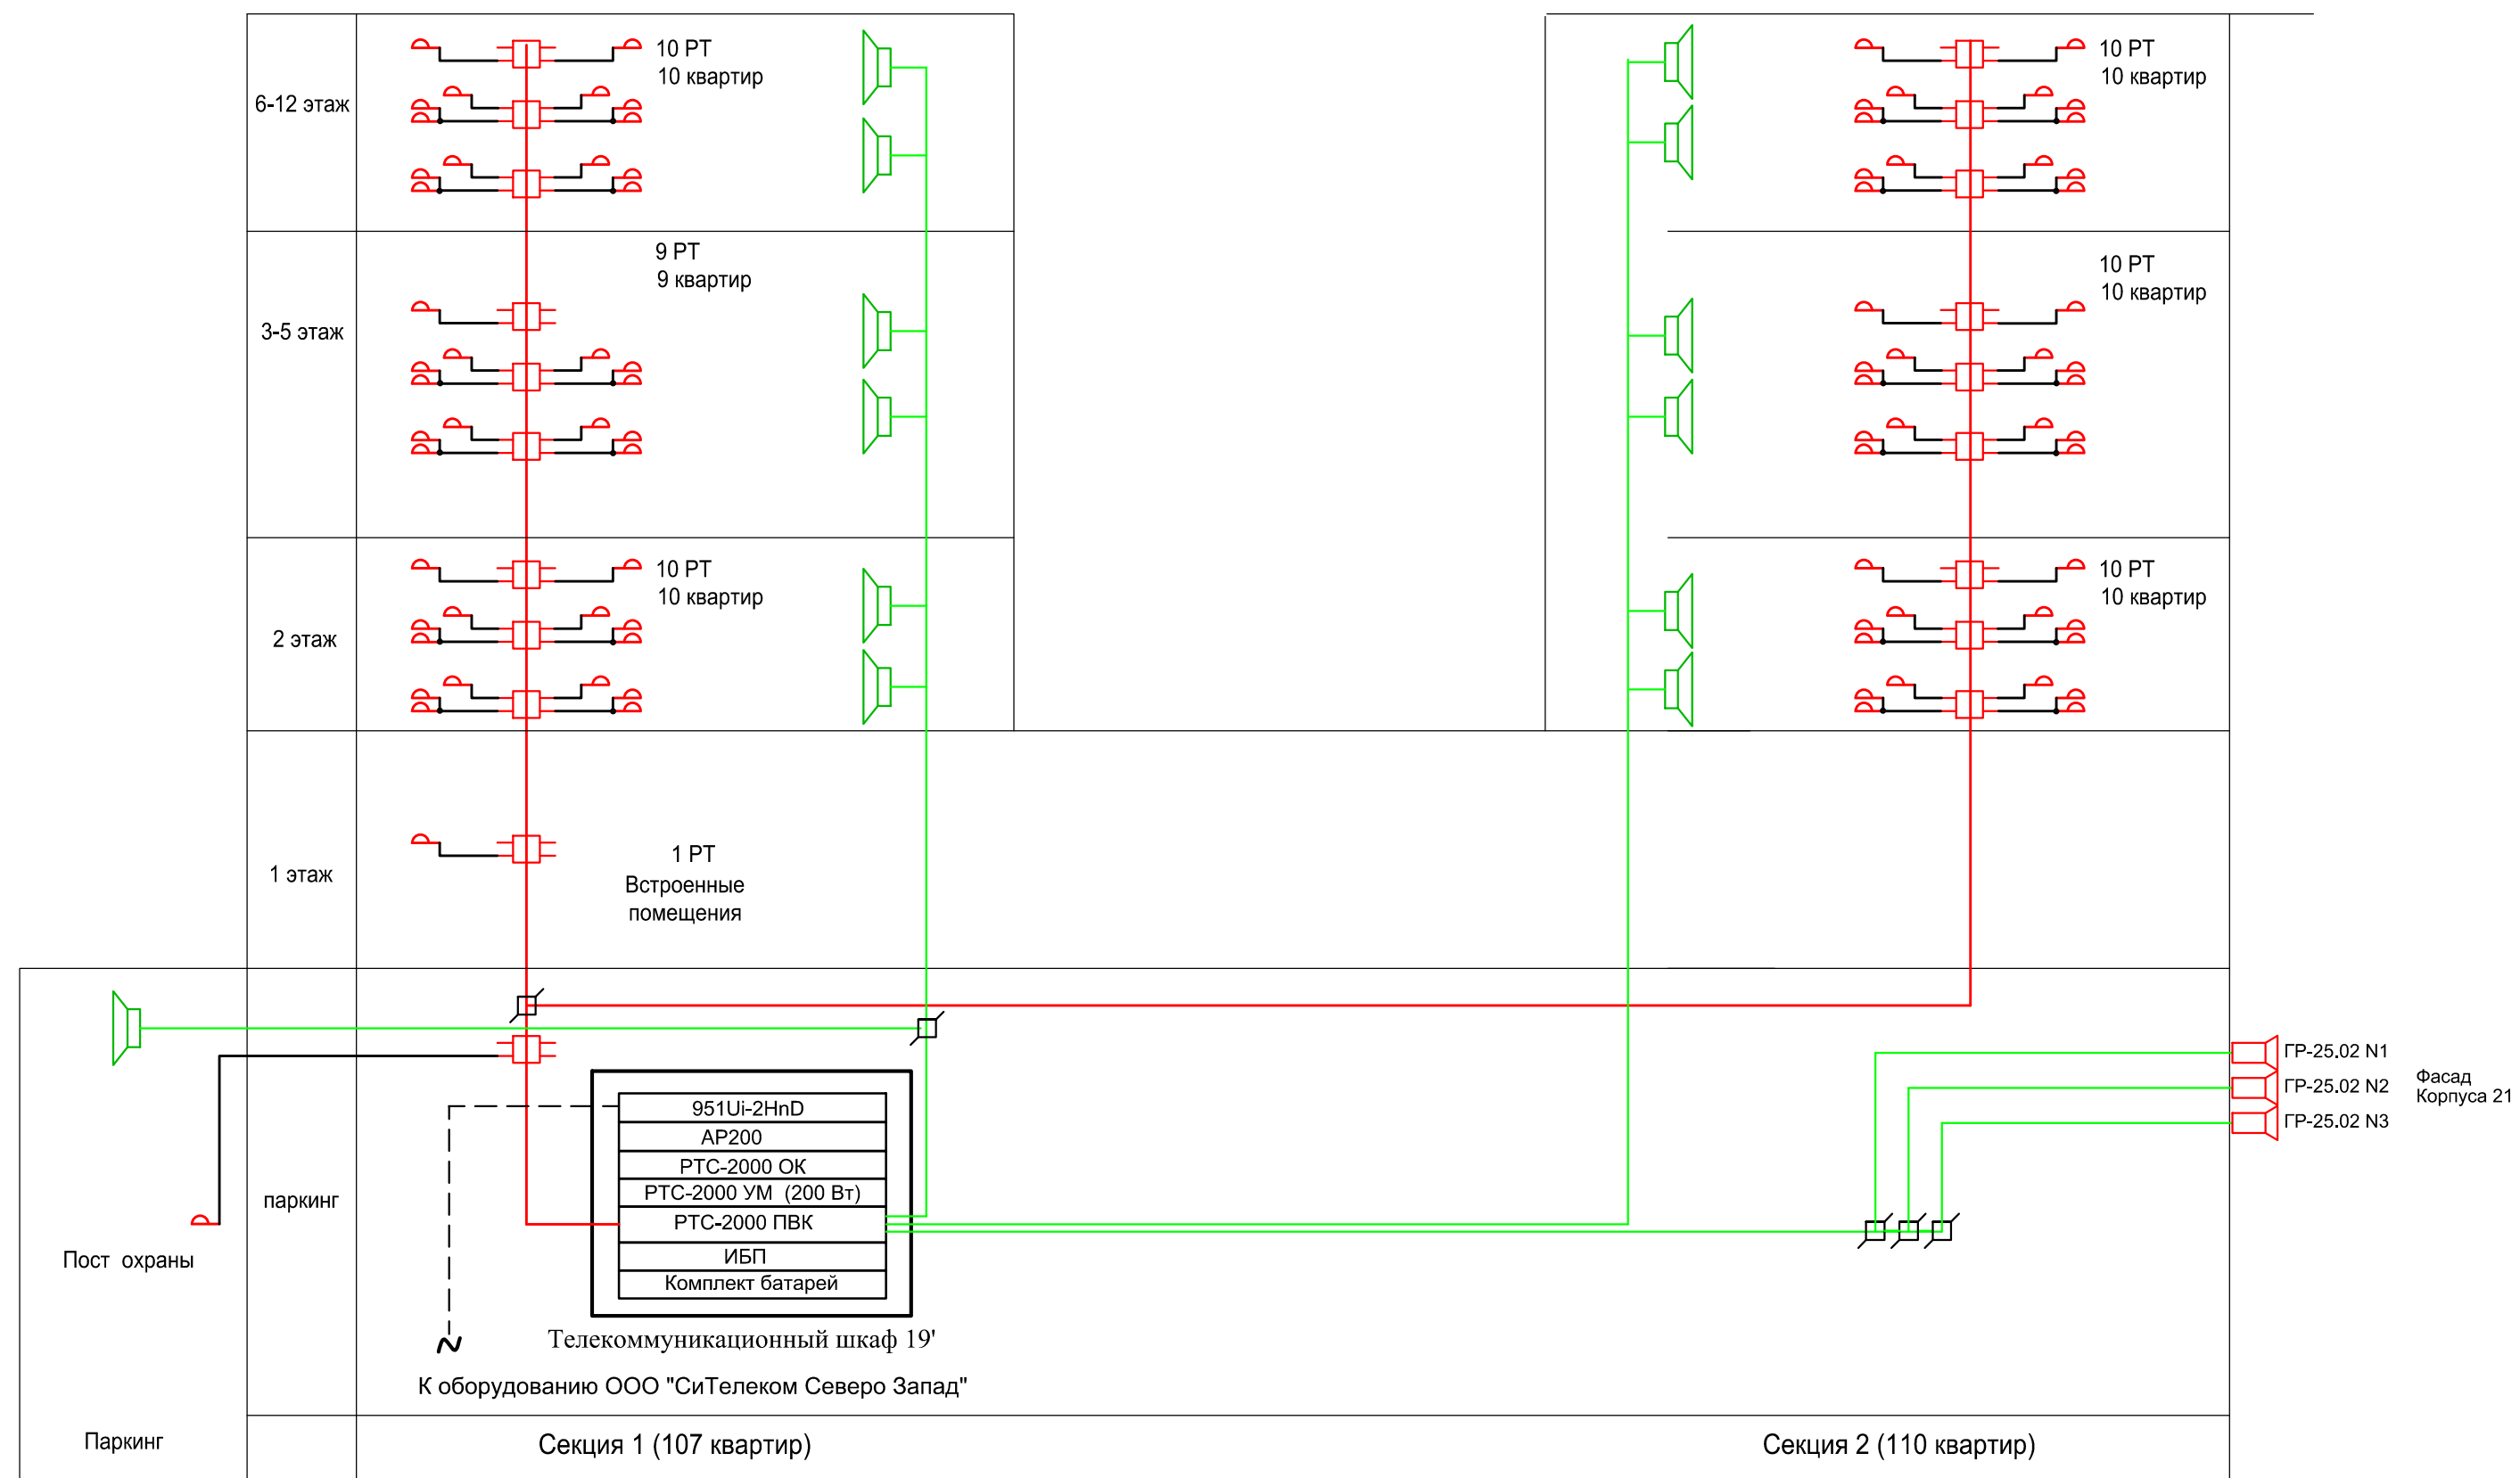 10 РТ
10 квартир
10 РТ
10 квартир
6-12 этаж
9 РТ
9 квартир
10 РТ
10 квартир
3-5 этаж
10 РТ
10 квартир
10 РТ
10 квартир
2 этаж
1 РТ
Встроенные
помещения
1 этаж
ГР-25.02 N1
ГР-25.02 N2
ГР-25.02 N3
Фасад
Корпуса 21
951Ui-2HnD
АР200
РТС-2000 ОК
РТС-2000 УМ (200 Вт)
РТС-2000 ПВК
ИБП
Комплект батарей
паркинг
Пост охраны
Телекоммуникационный шкаф 19'
К оборудованию ООО "СиТелеком Северо Запад"
Паркинг
Секция 1 (107 квартир)
Секция 2 (110 квартир)